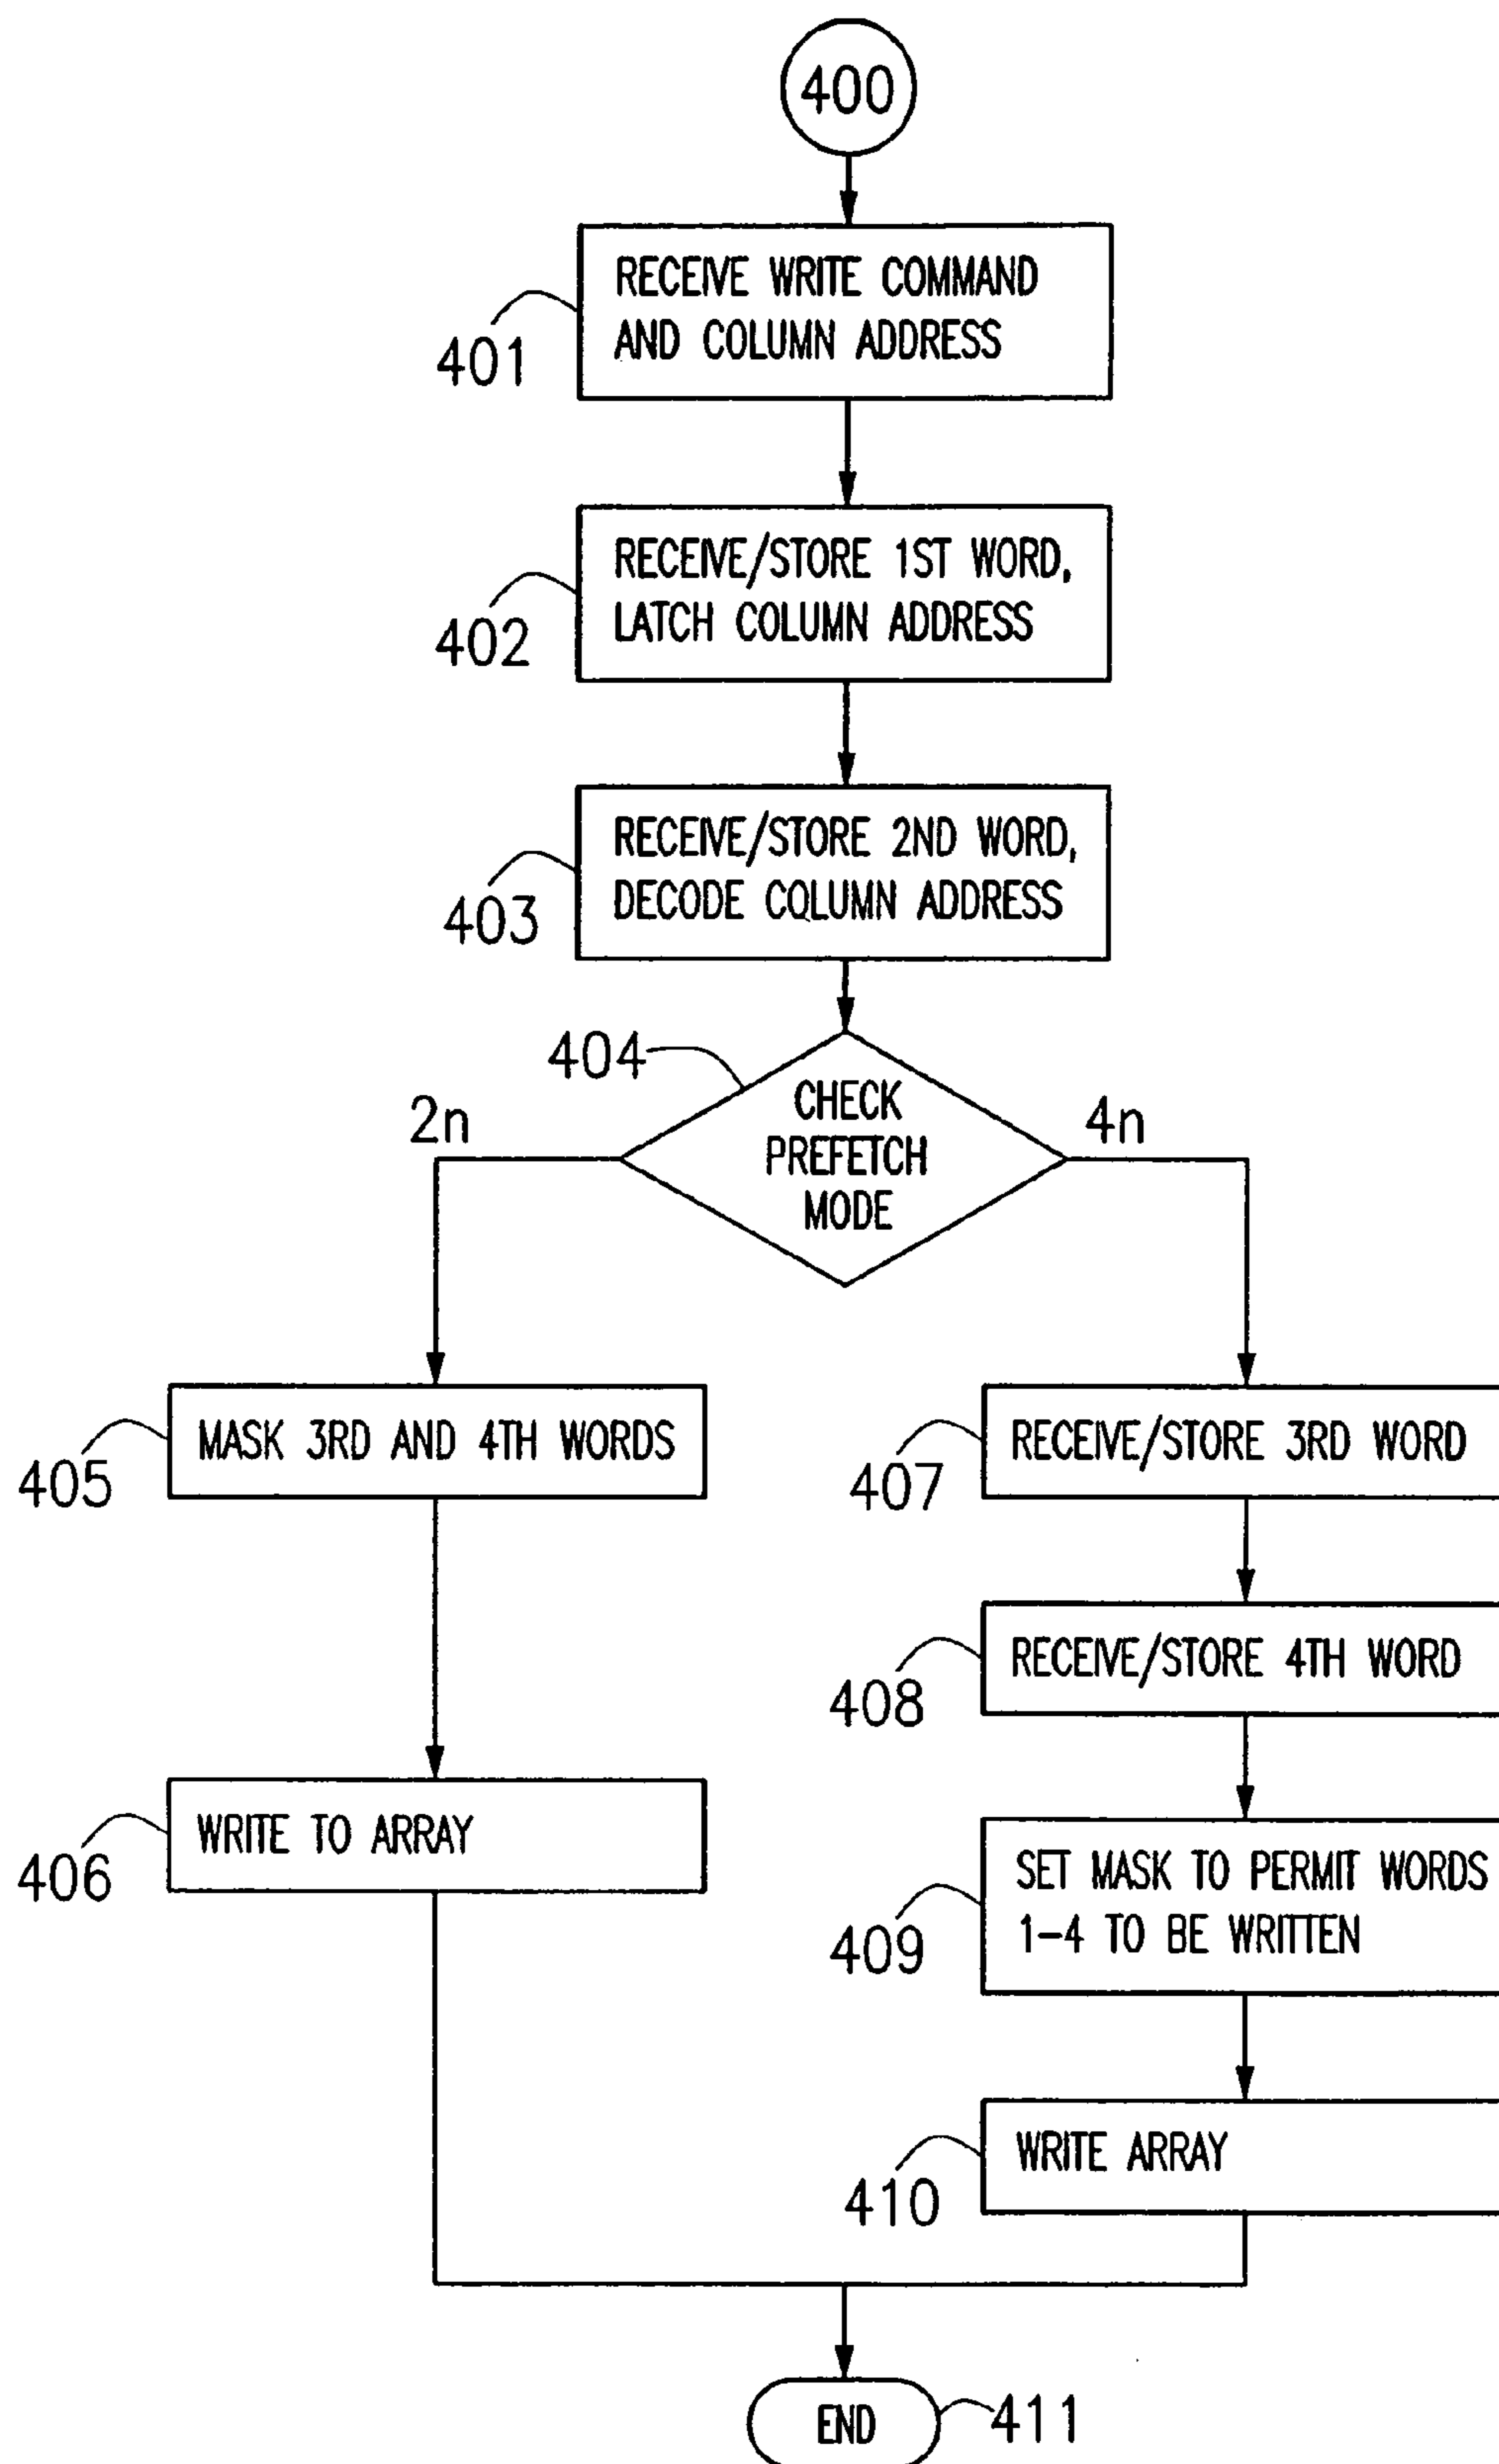 400
RECEIVE WRITE COMMAND
AND COLUMN ADDRESS
401
RECEIVE/STORE 1ST WORD,
LATCH COLUMN ADDRESS
402
RECEIVE/STORE 2ND WORD,
DECODE COLUMN ADDRESS
403
404
CHECK
PREFETCH
MODE
2n
4n
MASK 3RD AND 4TH WORDS
405
RECEIVE/STORE 3RD WORD
407
RECEIVE/STORE 4TH WORD
408
WRITE TO ARRAY
406
SET MASK TO PERMIT WORDS
1-4 TO BE WRITTEN
409
WRITE ARRAY
410
END
411